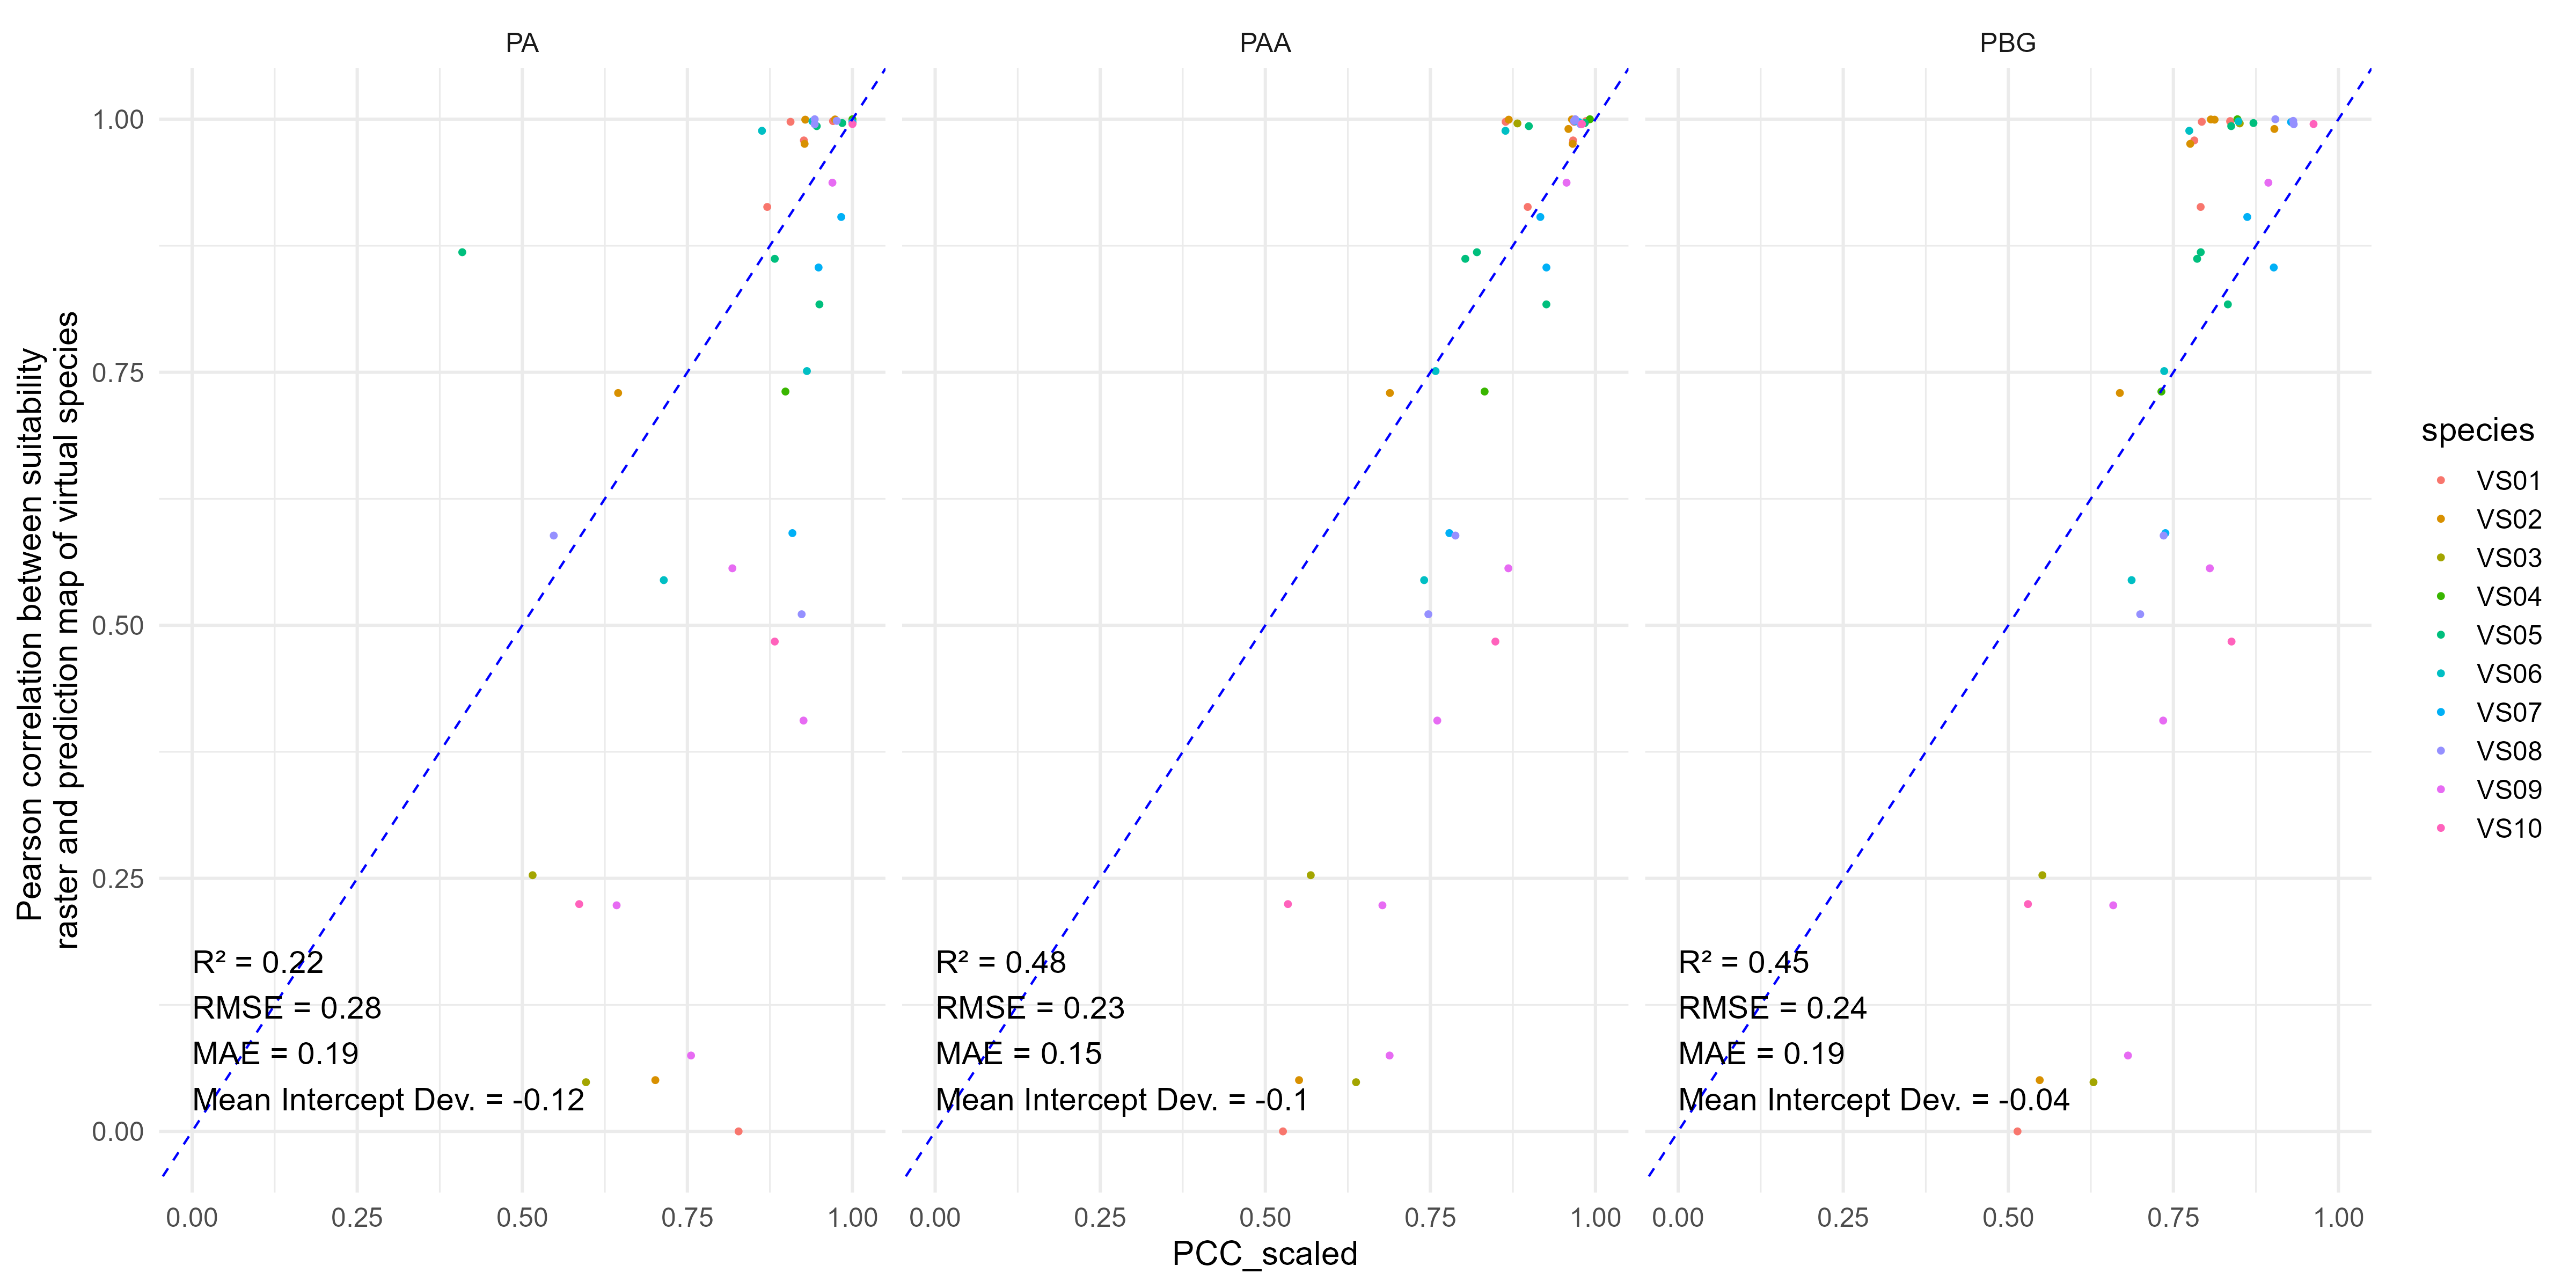 PA
PAA
PBG
Pearson correlation between suitability
raster and prediction map of virtual species
1.00
0.75
0.50
0.25
0.00
R² = 0.22
RMSE = 0.28
MAE = 0.19
Mean Intercept Dev. = -0.12
R² = 0.48
RMSE = 0.23
MAE = 0.15
Mean Intercept Dev. = -0.1
R² = 0.45
RMSE = 0.24
MAE = 0.19
Mean Intercept Dev. = -0.04
0.00 0.25 0.50 0.75 1.00
0.00 0.25 0.50 0.75 1.00
0.00 0.25 0.50 0.75 1.00
PCC_scaled
species
VS01
VS02
VS03
VS04
VS05
VS06
VS07
VS08
VS09
VS10